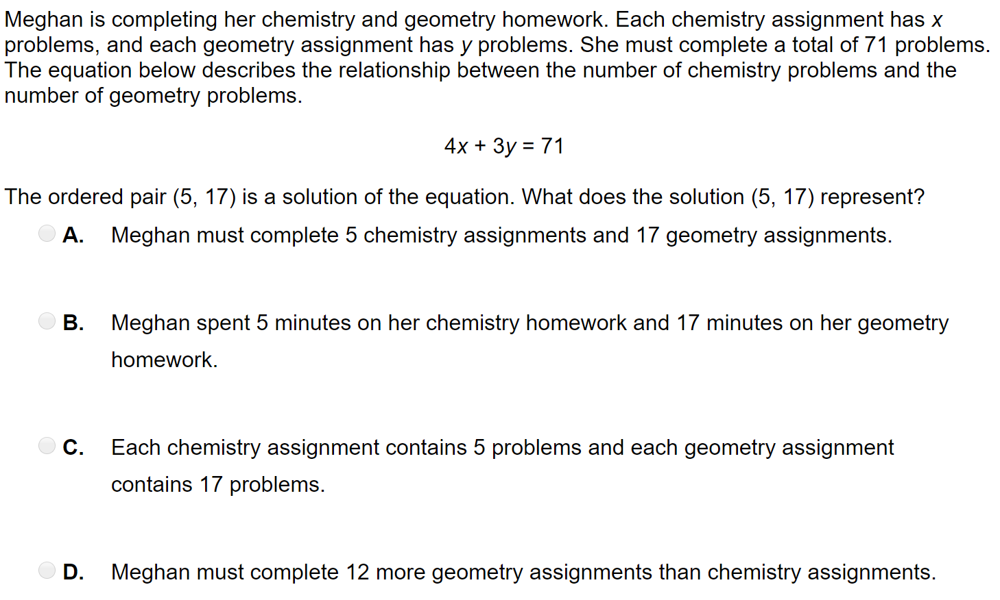 Meghan is completing her chemistry and geometry homework. Each chemistry assignment has x
problems, and each geometry assignment has y problems. She must complete a total of 71 problems.
The equation below describes the relationship between the number of chemistry problems and the
number of geometry problems.
4x + 3y = 71
The ordered pair (5, 17) is a solution of the equation. What does the solution (5, 17) represent?
A. Meghan must complete 5 chemistry assignments and 17 geometry assignments.
B. Meghan spent 5 minutes on her chemistry homework and 17 minutes on her geometry
homework.
C. Each chemistry assignment contains 5 problems and each geometry assignment
contains 17 problems.
D. Meghan must complete 12 more geometry assignments than chemistry assignments.